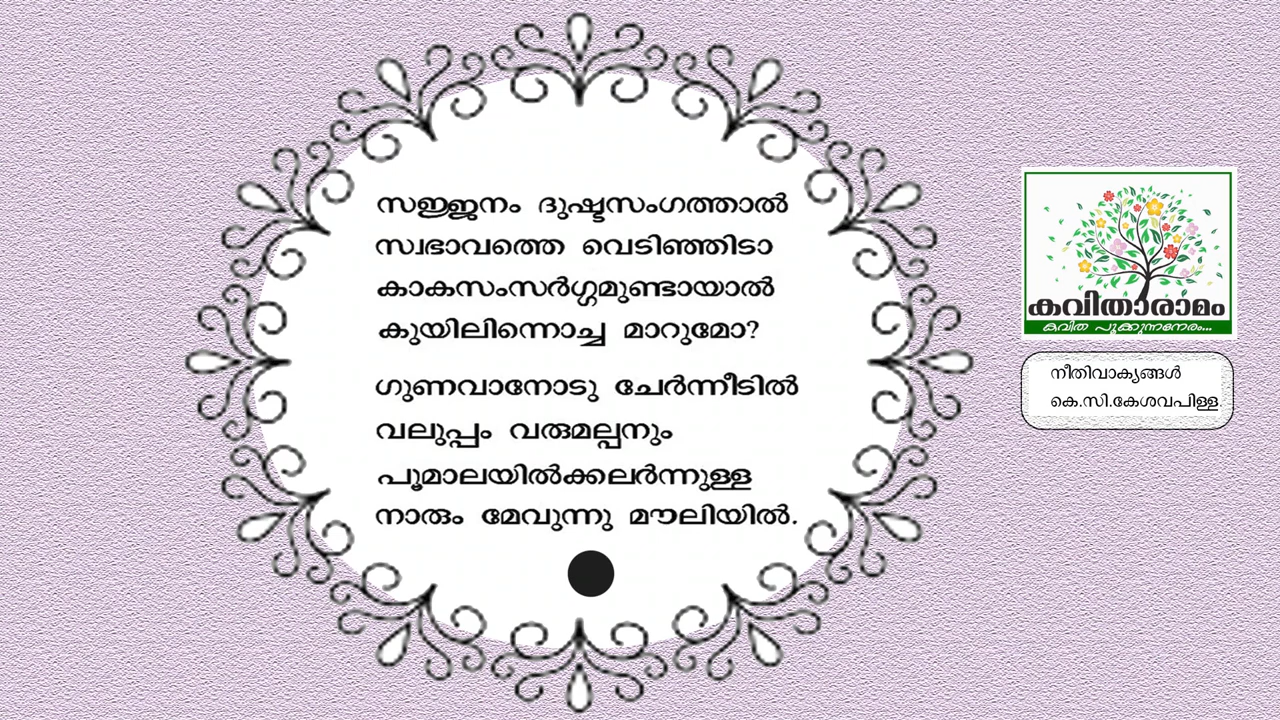 സജ്ജനം ദുഷ്ടസംഗത്താൽ
സ്വഭാവത്തെ വെടിഞ്ഞിടാ
കാകസംസർഗ്ഗമുണ്ടായാൽ
കുയിലിന്നൊച്ച മാറുമോ?
ഗുണവാനോടു ചേർന്നീടിൽ
വലുപ്പം വരുമല്പനും
പൂമാലയിൽക്കലർന്നുള്ള
നാരും മേവുന്നു മൗലിയിൽ.
കവിതാരാമം
കവിത പൂക്കുന്നനേരം...
നീതിവാക്യങ്ങൾ
കെ.സി.കേശവപിള്ള